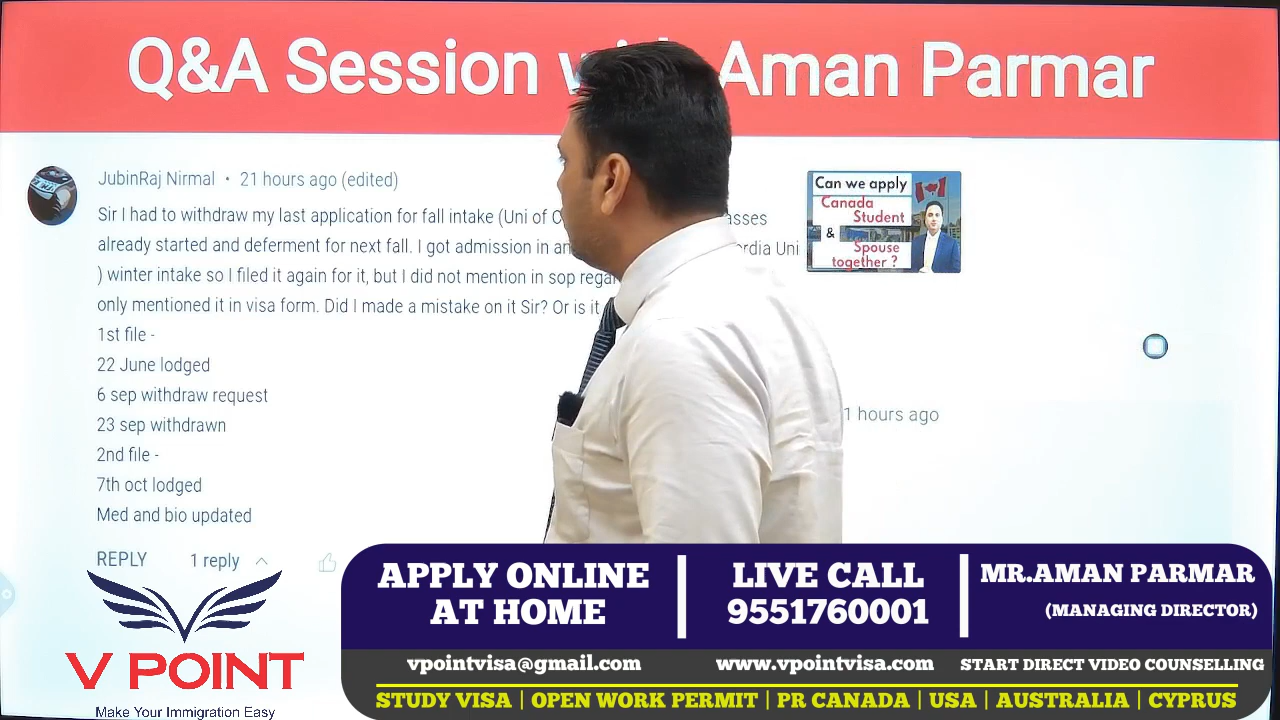 Q&A Session Aman Parmar
JubinRaj Nirmal • 21 hours ago (edited)
Sir I had to withdraw my last application for fall intake (Uni of
already started and deferment for next fall. I got admission in Uni
) winter intake so I filed it again for it, but I did not mention in sop
only mentioned it in visa form. Did I made a mistake on it Sir? Or is it
1st file -
22 June lodged
6 sep withdraw request
23 sep withdrawn
2nd file -
7th oct lodged
Med and bio updated
REPLY 1 reply
Can we apply
Canada
Student
&
Spouse
together ?
1 hours ago
V POINT
Make Your Immigration Easy
APPLY ONLINE
AT HOME
LIVE CALL
9551760001
MR.AMAN PARMAR
(MANAGING DIRECTOR)
vpointvisa@gmail.com www.vpointvisa.com START DIRECT VIDEO COUNSELLING
STUDY VISA | OPEN WORK PERMIT | PR CANADA | USA | AUSTRALIA | CYPRUS